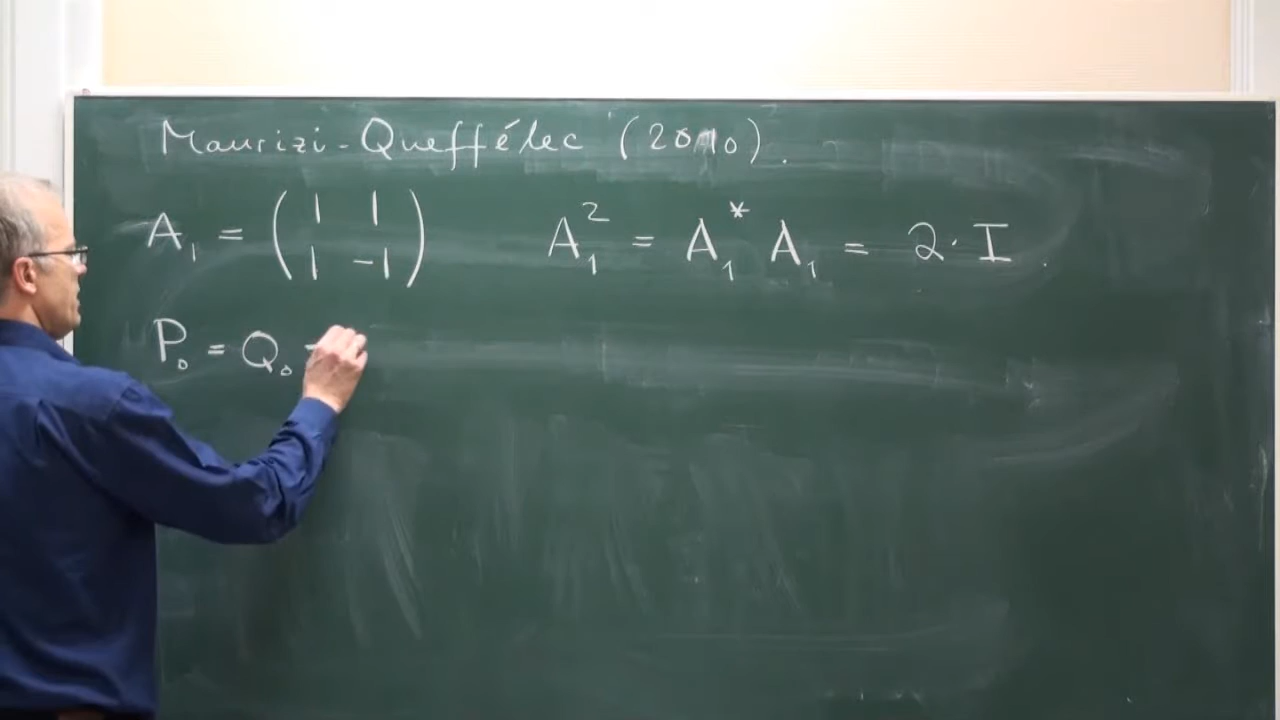 Maurizi-Queffélec (2010).
A₁ = ( 1 1 ; 1 -1 )    A₁² = A₁* A₁ = 2·I.
P₀ = Q₀